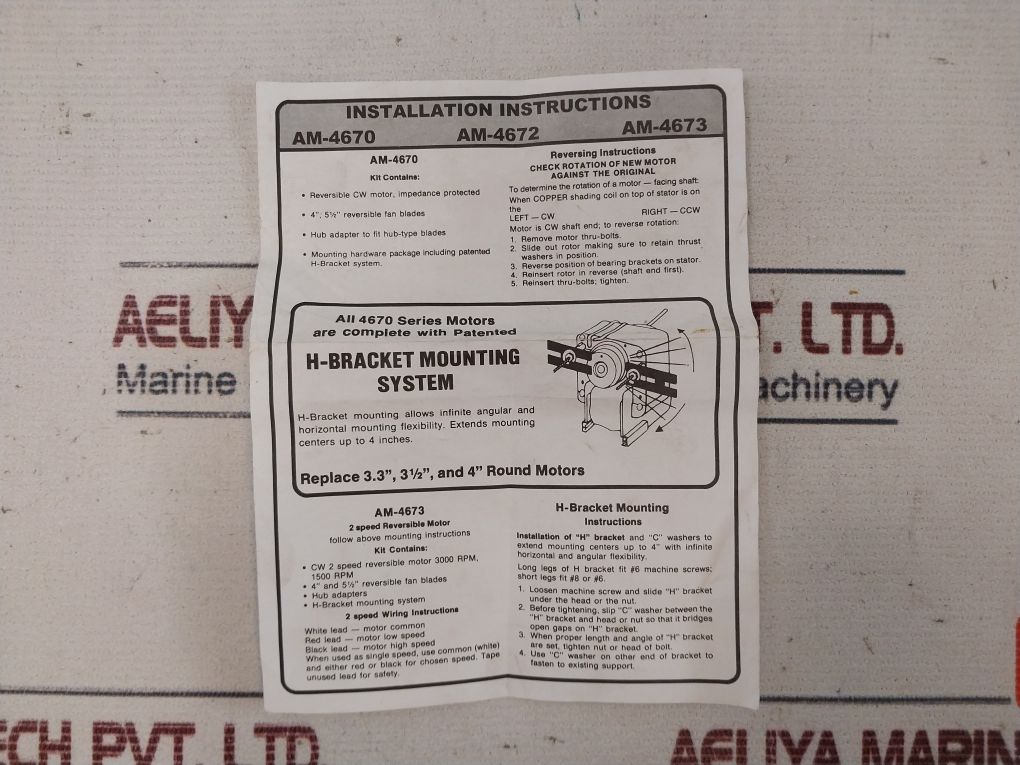 INSTALLATION INSTRUCTIONS
AM-4670 AM-4672 AM-4673
AM-4670
Kit Contains:
• Reversible CW motor, impedance protected
• 4"; 5½" reversible fan blades
• Hub adapter to fit hub-type blades
• Mounting hardware package including patented
H-Bracket system.
Reversing Instructions
CHECK ROTATION OF NEW MOTOR
AGAINST THE ORIGINAL
To determine the rotation of a motor — facing shaft:
When COPPER shading coil on top of stator is on
the
LEFT — CW RIGHT — CCW
Motor is CW shaft end; to reverse rotation:
1. Remove motor thru-bolts.
2. Slide out rotor making sure to retain thrust
washers in position.
3. Reverse position of bearing brackets on stator.
4. Reinsert rotor in reverse (shaft end first).
5. Reinsert thru-bolts; tighten.
All 4670 Series Motors
are complete with Patented
H-BRACKET MOUNTING
SYSTEM
H-Bracket mounting allows infinite angular and
horizontal mounting flexibility. Extends mounting
centers up to 4 inches.
Replace 3.3", 3½", and 4" Round Motors
AM-4673
2 speed Reversible Motor
follow above mounting instructions
Kit Contains:
• CW 2 speed reversible motor 3000 RPM,
1500 RPM
• 4" and 5½" reversible fan blades
• Hub adapters
• H-Bracket mounting system
2 speed Wiring Instructions
White lead — motor common
Red lead — motor low speed
Black lead — motor high speed
When used as single speed, use common (white)
and either red or black for chosen speed. Tape
unused lead for safety.
H-Bracket Mounting
Instructions
Installation of "H" bracket and "C" washers to
extend mounting centers up to 4" with infinite
horizontal and angular flexibility.
Long legs of H bracket fit #6 machine screws;
short legs fit #8 or #6.
1. Loosen machine screw and slide "H" bracket
under the head or the nut.
2. Before tightening, slip "C" washer between the
"H" bracket and head or nut so that it bridges
open gaps on "H" bracket.
3. When proper length and angle of "H" bracket
are set, tighten nut or head of bolt.
4. Use "C" washer on other end of bracket to
fasten to existing support.
AELIY T. LTD.
Marine achinery
ECH PVT. LTD
AELIYA MARIN